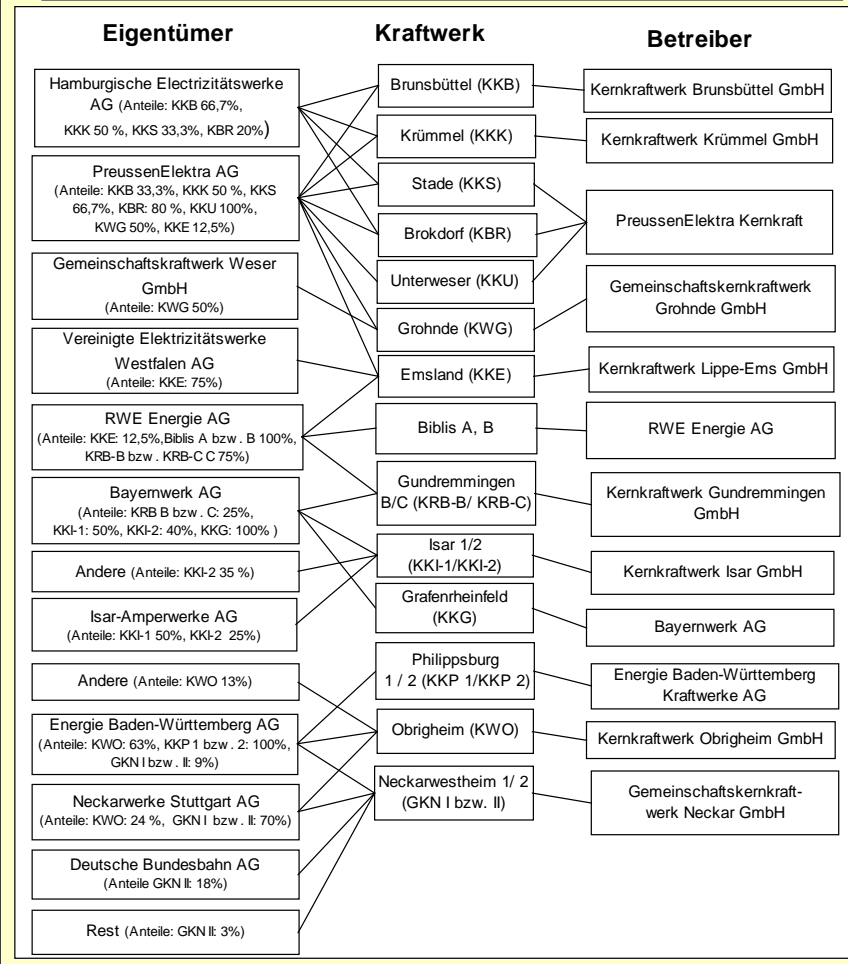 Eigentümer
Hamburgische Electrizitätswerke
AG (Anteile: KKB 66,7%,
KKK 50 %, KKS 33,3%, KBR 20%)
PreussenElektra AG
(Anteile: KKB 33,3%, KKK 50 %, KKS
66,7%, KBR: 80 %, KKU 100%,
KWG 50%, KKE 12,5%)
Gemeinschaftskraftwerk Weser
GmbH
(Anteile: KWG 50%)
Vereinigte Elektrizitätswerke
Westfalen AG
(Anteile: KKE: 75%)
RWE Energie AG
(Anteile: KKE: 12,5%,Biblis A bzw. B 100%,
KRB-B bzw. KRB-C C 75%)
Bayernwerk AG
(Anteile: KRB B bzw. C: 25%,
KKI-1: 50%, KKI-2: 40%, KKG: 100% )
Andere (Anteile: KKI-2 35 %)
Isar-Amperwerke AG
(Anteile: KKI-1 50%, KKI-2 25%)
Andere (Anteile: KWO 13%)
Energie Baden-Württemberg AG
(Anteile: KWO: 63%, KKP 1 bzw. 2: 100%,
GKN I bzw. II: 9%)
Neckarwerke Stuttgart AG
(Anteile: KWO: 24 %, GKN I bzw. II: 70%)
Deutsche Bundesbahn AG
(Anteile GKN II: 18%)
Rest (Anteile: GKN II: 3%)
Kraftwerk
Brunsbüttel (KKB)
Krümmel (KKK)
Stade (KKS)
Brokdorf (KBR)
Unterweser (KKU)
Grohnde (KWG)
Emsland (KKE)
Biblis A, B
Gundremmingen
B/C (KRB-B/ KRB-C)
Isar 1/2
(KKI-1/KKI-2)
Grafenrheinfeld
(KKG)
Philippsburg
1 / 2 (KKP 1/KKP 2)
Obrigheim (KWO)
Neckarwestheim 1/ 2
(GKN I bzw. II)
Betreiber
Kernkraftwerk Brunsbüttel GmbH
Kernkraftwerk Krümmel GmbH
PreussenElektra Kernkraft
Gemeinschaftskernkraftwerk
Grohnde GmbH
Kernkraftwerk Lippe-Ems GmbH
RWE Energie AG
Kernkraftwerk Gundremmingen
GmbH
Kernkraftwerk Isar GmbH
Bayernwerk AG
Energie Baden-Württemberg
Kraftwerke AG
Kernkraftwerk Obrigheim GmbH
Gemeinschaftskernkraft-
werk Neckar GmbH